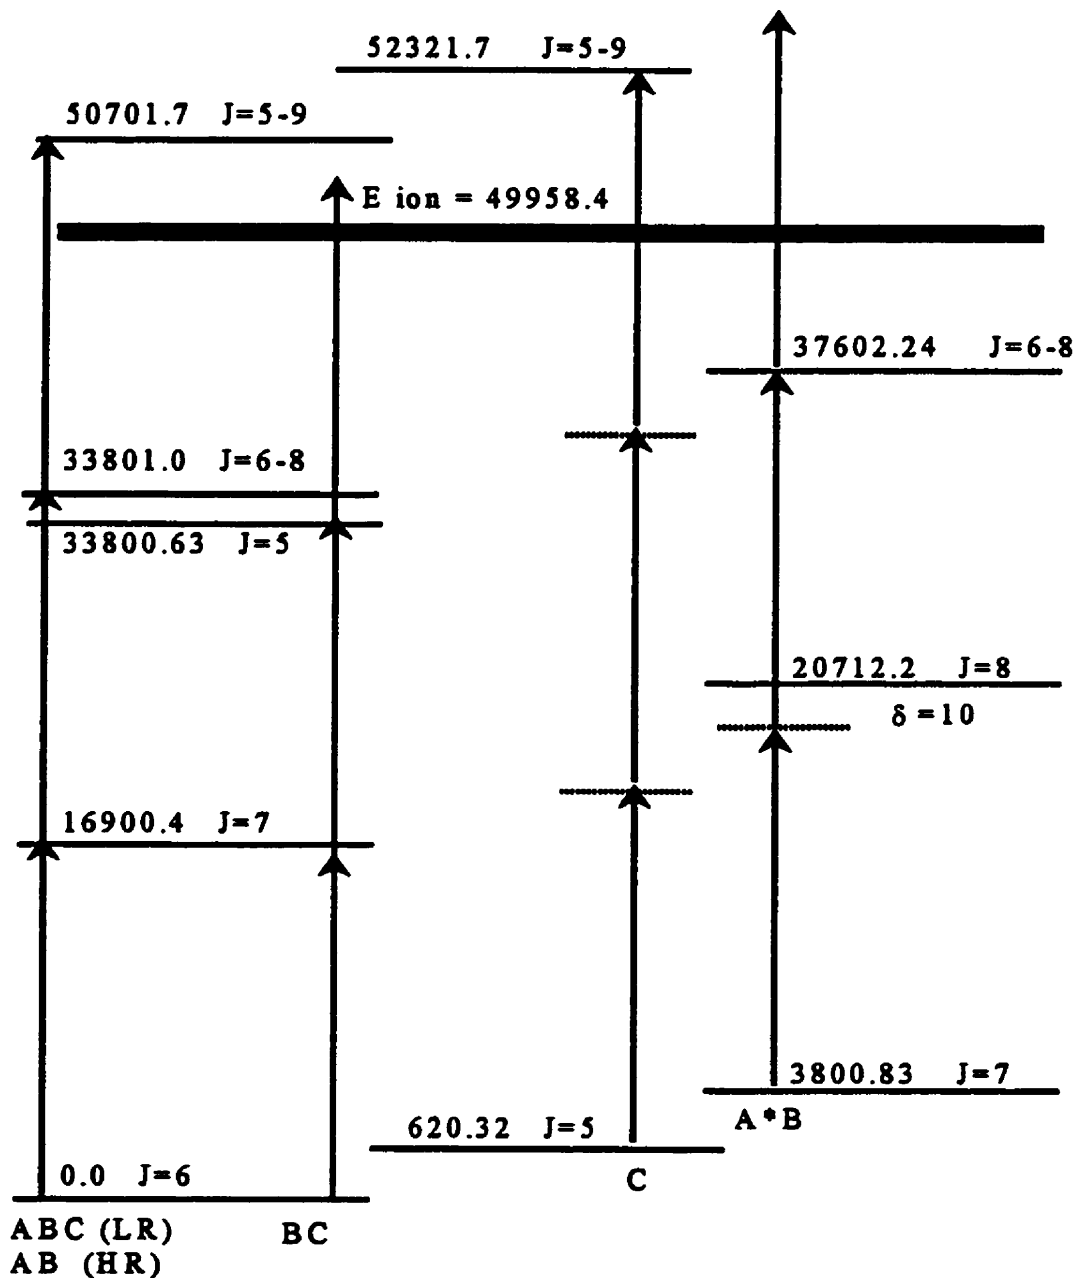 52321.7 J=5-9
50701.7 J=5-9
E ion = 49958.4
37602.24 J=6-8
33801.0 J=6-8
33800.63 J=5
20712.2 J=8
δ =10
16900.4 J=7
3800.83 J=7
A*B
620.32 J=5
C
0.0 J=6
ABC (LR) BC
AB (HR)